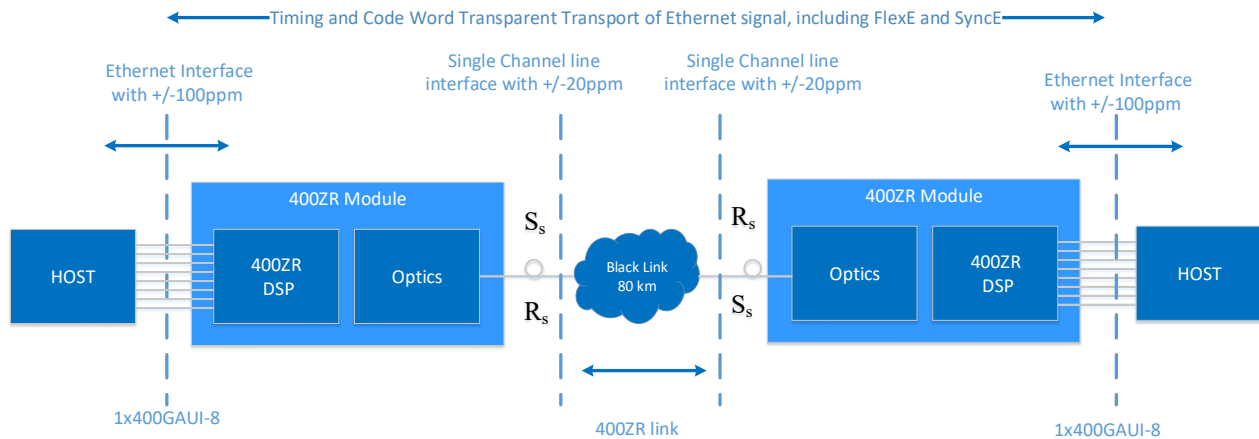 Timing and Code Word Transparent Transport of Ethernet signal, including FlexE and SyncE
Ethernet Interface
with +/-100ppm
Single Channel line
interface with +/-20ppm
Single Channel line
interface with +/-20ppm
Ethernet Interface
with +/-100ppm
400ZR Module
400ZR Module
HOST
400ZR
DSP
Optics
Ss
Rs
Black Link
80 km
Rs
Ss
Optics
400ZR
DSP
HOST
1x400GAUI-8
400ZR link
1x400GAUI-8